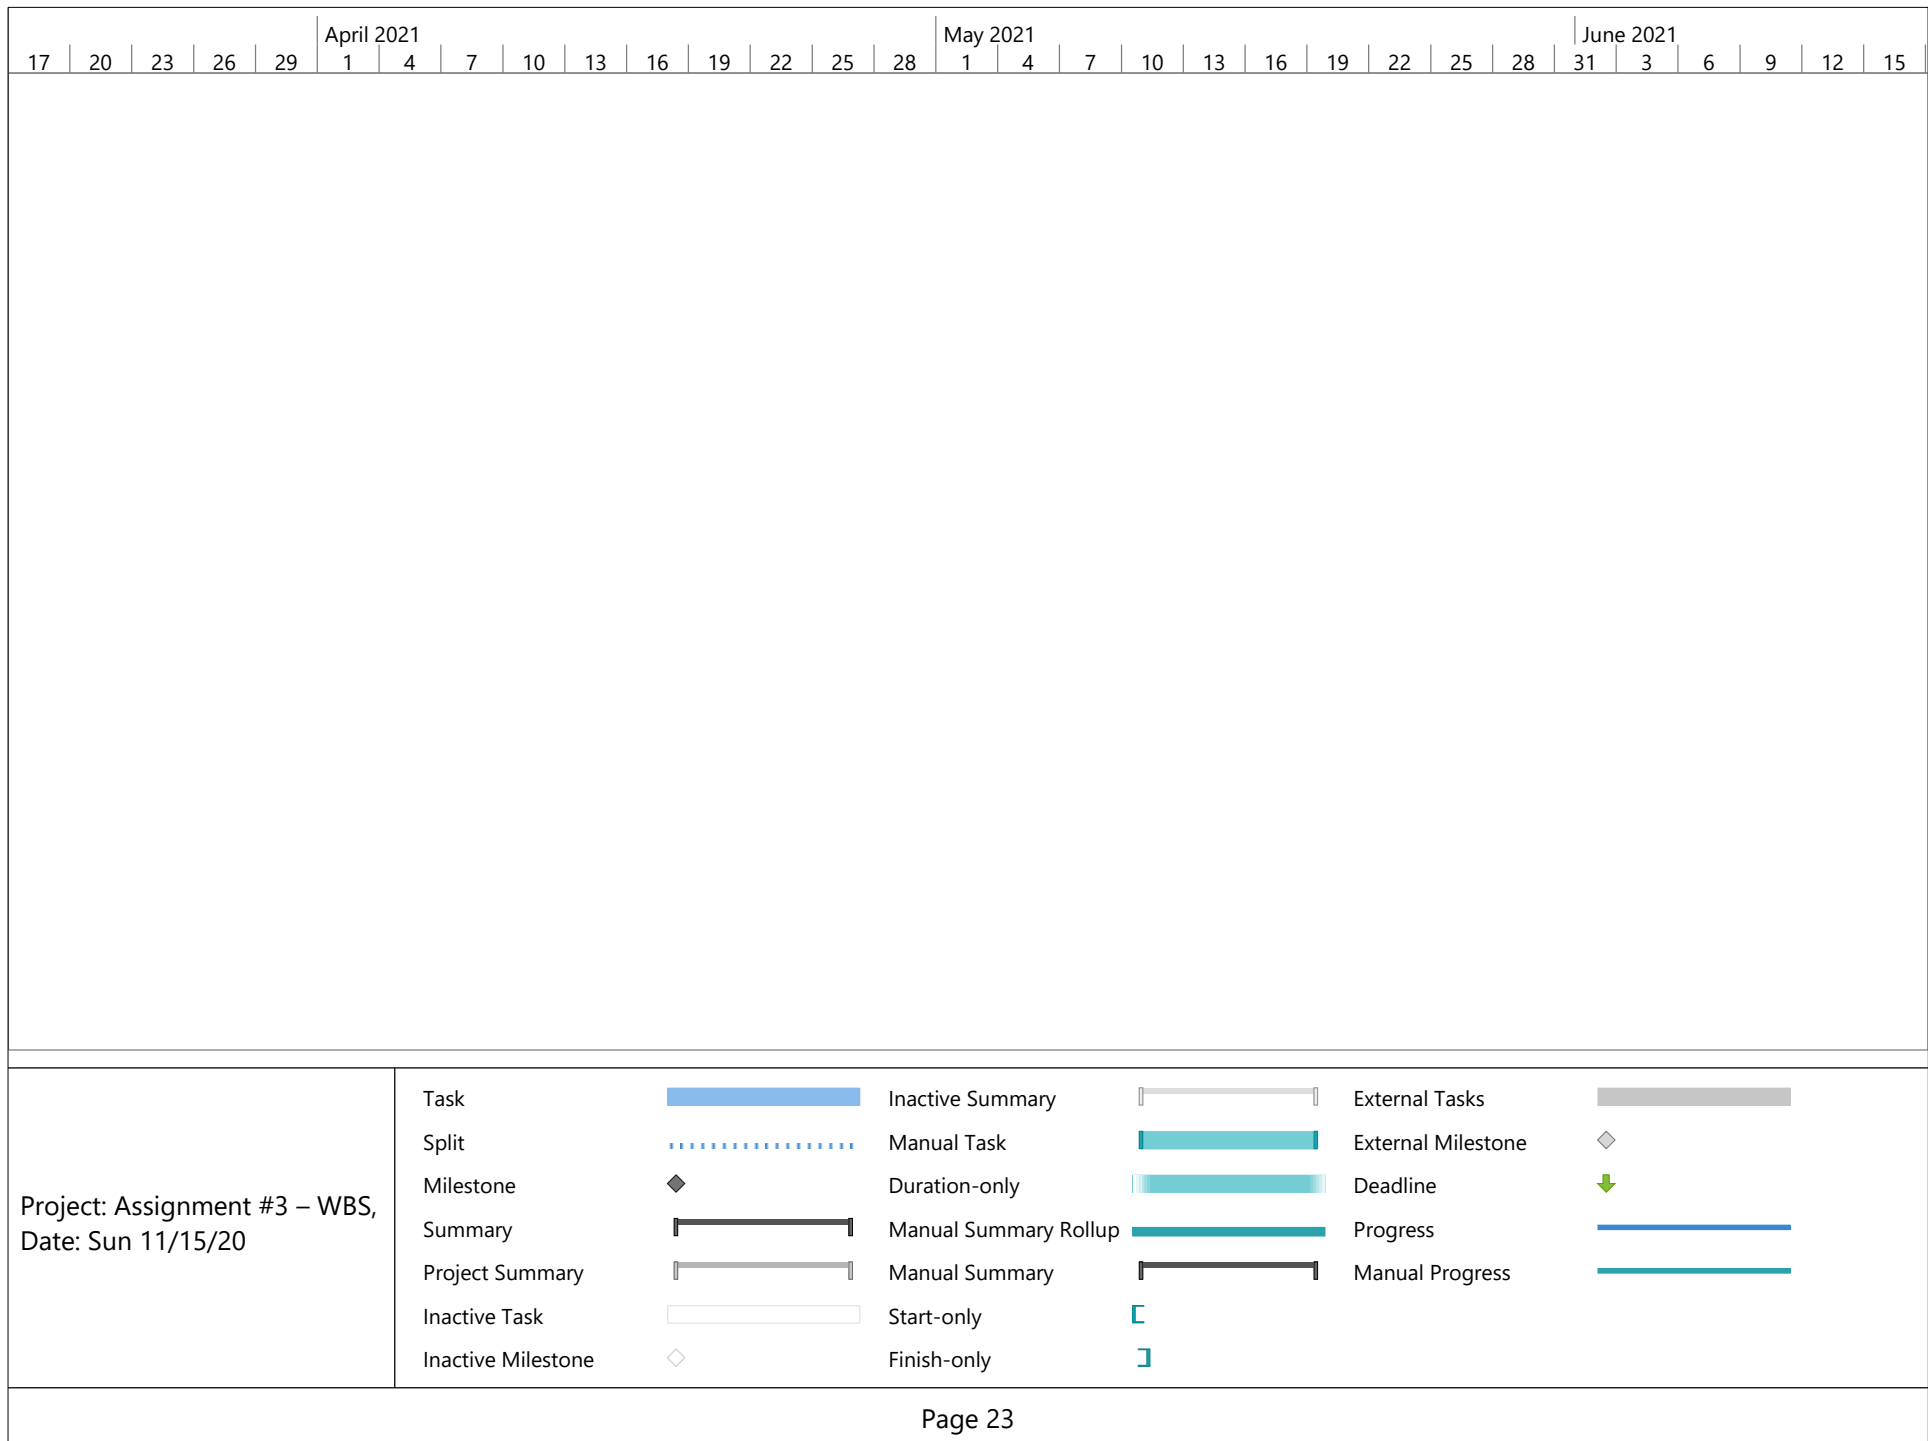 April 2021 May 2021 June 2021
17 20 23 26 29 1 4 7 10 13 16 19 22 25 28 1 4 7 10 13 16 19 22 25 28 31 3 6 9 12 15
Project: Assignment #3 – WBS,
Date: Sun 11/15/20
Task
Split
Milestone
Summary
Project Summary
Inactive Task
Inactive Milestone
Inactive Summary
Manual Task
Duration-only
Manual Summary Rollup
Manual Summary
Start-only
Finish-only
External Tasks
External Milestone
Deadline
Progress
Manual Progress
Page 23